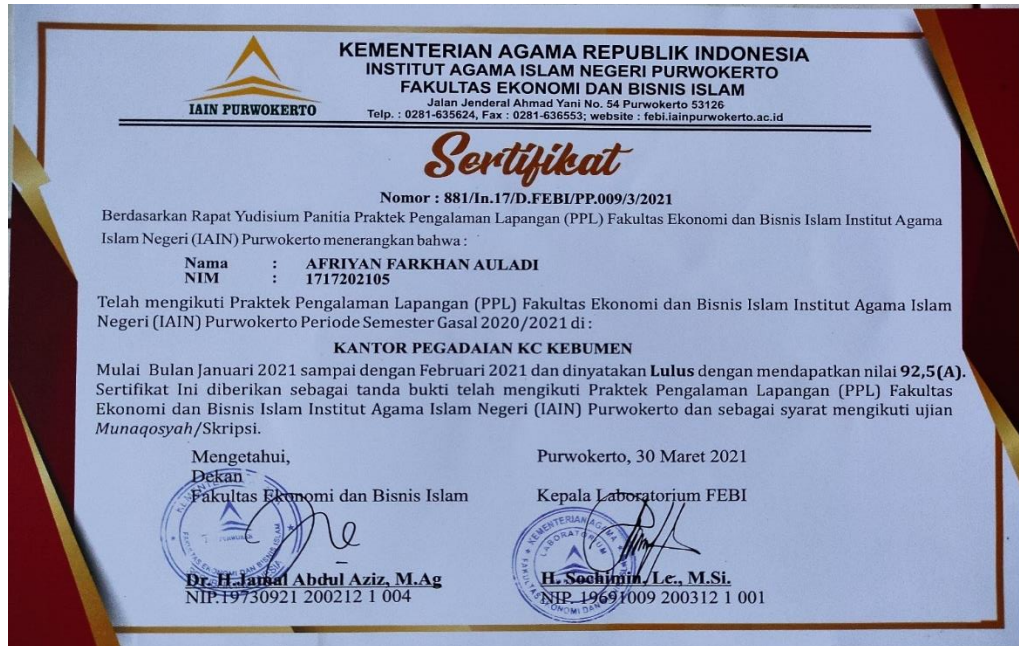 KEMENTERIAN AGAMA REPUBLIK INDONESIA
INSTITUT AGAMA ISLAM NEGERI PURWOKERTO
FAKULTAS EKONOMI DAN BISNIS ISLAM
Jalan Jenderal Ahmad Yani No. 54 Purwokerto 53126
Telp. : 0281-635624, Fax : 0281-636553; website : febi.iainpurwokerto.ac.id
IAIN PURWOKERTO
Sertifikat
Nomor : 881/In.17/D.FEBI/PP.009/3/2021
Berdasarkan Rapat Yudisium Panitia Praktek Pengalaman Lapangan (PPL) Fakultas Ekonomi dan Bisnis Islam Institut Agama
Islam Negeri (IAIN) Purwokerto menerangkan bahwa :
Nama : AFRIYAN FARKHAN AULADI
NIM : 1717202105
Telah mengikuti Praktek Pengalaman Lapangan (PPL) Fakultas Ekonomi dan Bisnis Islam Institut Agama Islam
Negeri (IAIN) Purwokerto Periode Semester Gasal 2020/2021 di :
KANTOR PEGADAIAN KC KEBUMEN
Mulai Bulan Januari 2021 sampai dengan Februari 2021 dan dinyatakan Lulus dengan mendapatkan nilai 92,5(A).
Sertifikat Ini diberikan sebagai tanda bukti telah mengikuti Praktek Pengalaman Lapangan (PPL) Fakultas
Ekonomi dan Bisnis Islam Institut Agama Islam Negeri (IAIN) Purwokerto dan sebagai syarat mengikuti ujian
Munaqosyah/Skripsi.
Mengetahui,
Dekan
Fakultas Ekonomi dan Bisnis Islam
Dr. H.Jamal Abdul Aziz, M.Ag
NIP.19730921 200212 1 004
Purwokerto, 30 Maret 2021
Kepala Laboratorium FEBI
KEMENTERIAN AGAMA
LABORATORIUM
H. Sochimin, Lc., M.Si.
NIP. 19691009 200312 1 001